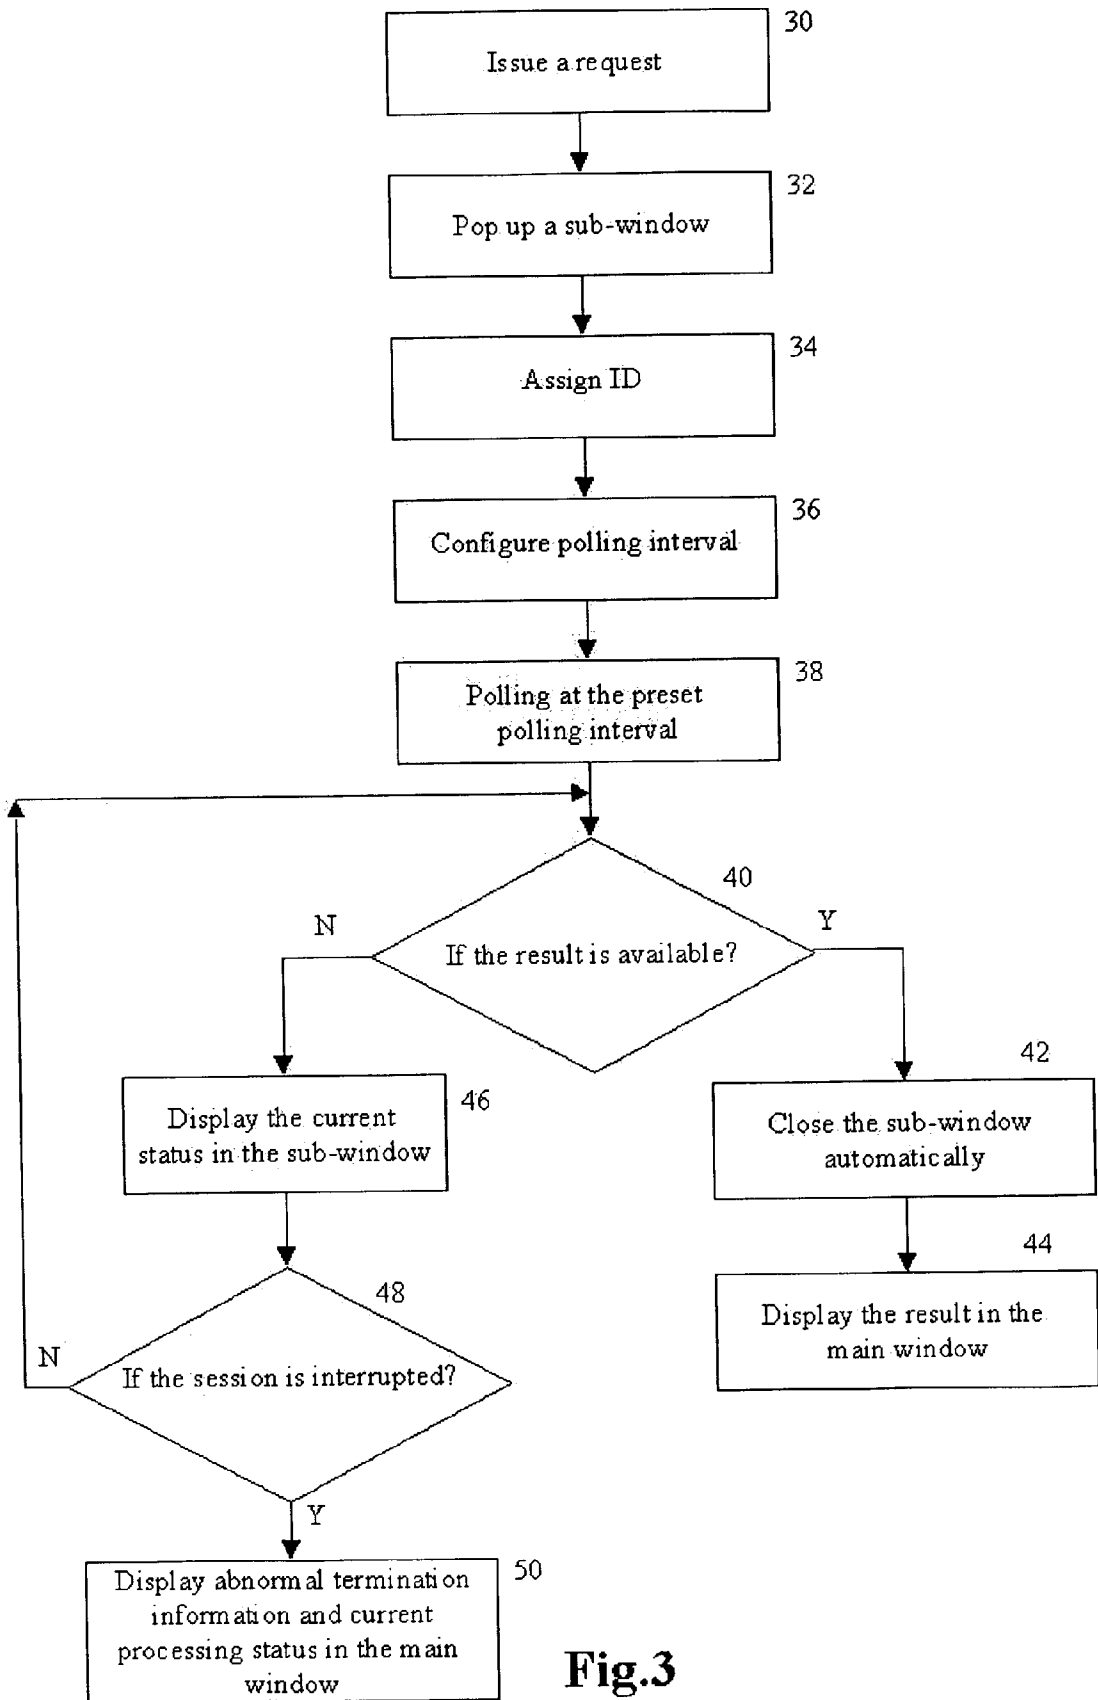 30
Issue a request
32
Pop up a sub-window
34
Assign ID
36
Configure polling interval
38
Polling at the preset
polling interval
40
N
Y
If the result is available?
42
46
Display the current
status in the sub-window
Close the sub-window
automatically
44
48
Display the result in the
main window
N
If the session is interrupted?
Y
50
Display abnormal termination
information and current
processing status in the main
window
Fig.3